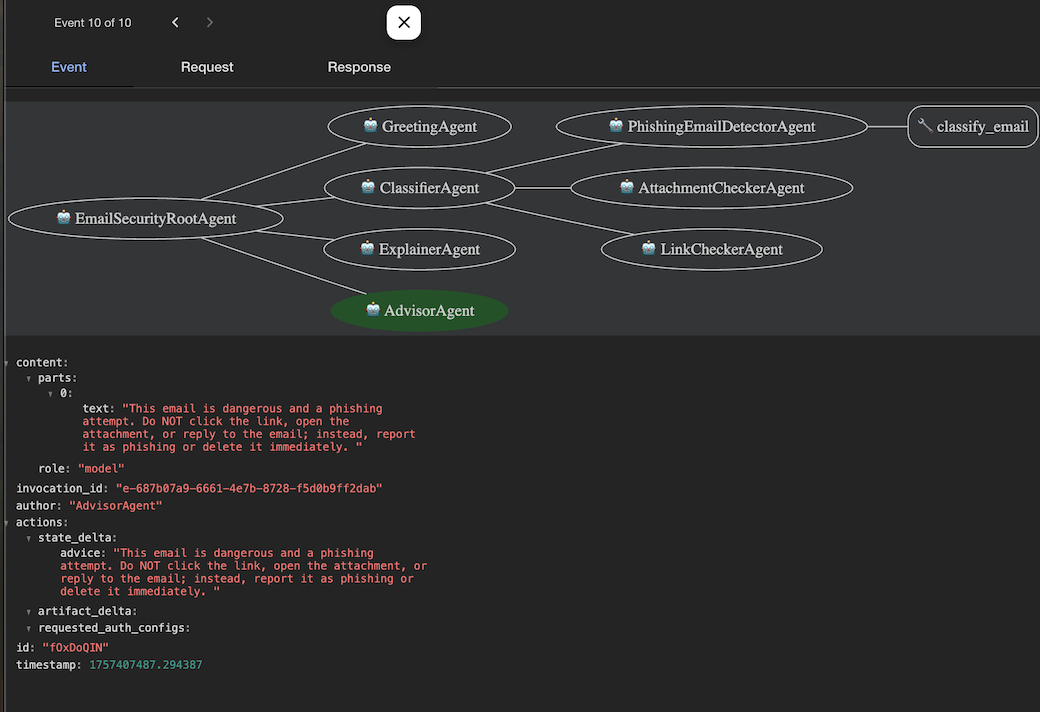 Event 10 of 10
Event Request Response
GreetingAgent PhishingEmailDetectorAgent classify_email
ClassifierAgent AttachmentCheckerAgent
EmailSecurityRootAgent
ExplainerAgent LinkCheckerAgent
AdvisorAgent
content:
parts:
0:
text: "This email is dangerous and a phishing
attempt. Do NOT click the link, open the
attachment, or reply to the email; instead, report
it as phishing or delete it immediately. "
role: "model"
invocation_id: "e-687b07a9-6661-4e7b-8728-f5d0b9ff2dab"
author: "AdvisorAgent"
actions:
state_delta:
advice: "This email is dangerous and a phishing
attempt. Do NOT click the link, open the attachment, or
reply to the email; instead, report it as phishing or
delete it immediately. "
artifact_delta:
requested_auth_configs:
id: "fOxDoQIN"
timestamp: 1757407487.294387